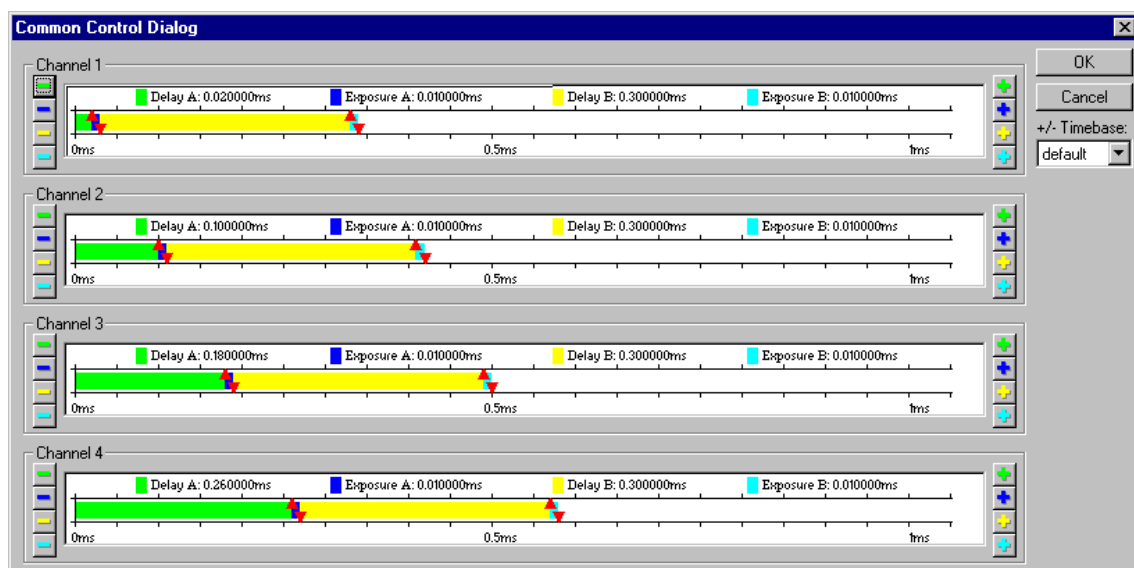 Common Control Dialog
Channel 1
Delay A: 0.020000ms Exposure A: 0.010000ms Delay B: 0.300000ms Exposure B: 0.010000ms
0ms 0.5ms 1ms
Channel 2
Delay A: 0.100000ms Exposure A: 0.010000ms Delay B: 0.300000ms Exposure B: 0.010000ms
0ms 0.5ms 1ms
Channel 3
Delay A: 0.180000ms Exposure A: 0.010000ms Delay B: 0.300000ms Exposure B: 0.010000ms
0ms 0.5ms 1ms
Channel 4
Delay A: 0.260000ms Exposure A: 0.010000ms Delay B: 0.300000ms Exposure B: 0.010000ms
0ms 0.5ms 1ms
OK
Cancel
+/- Timebase:
default